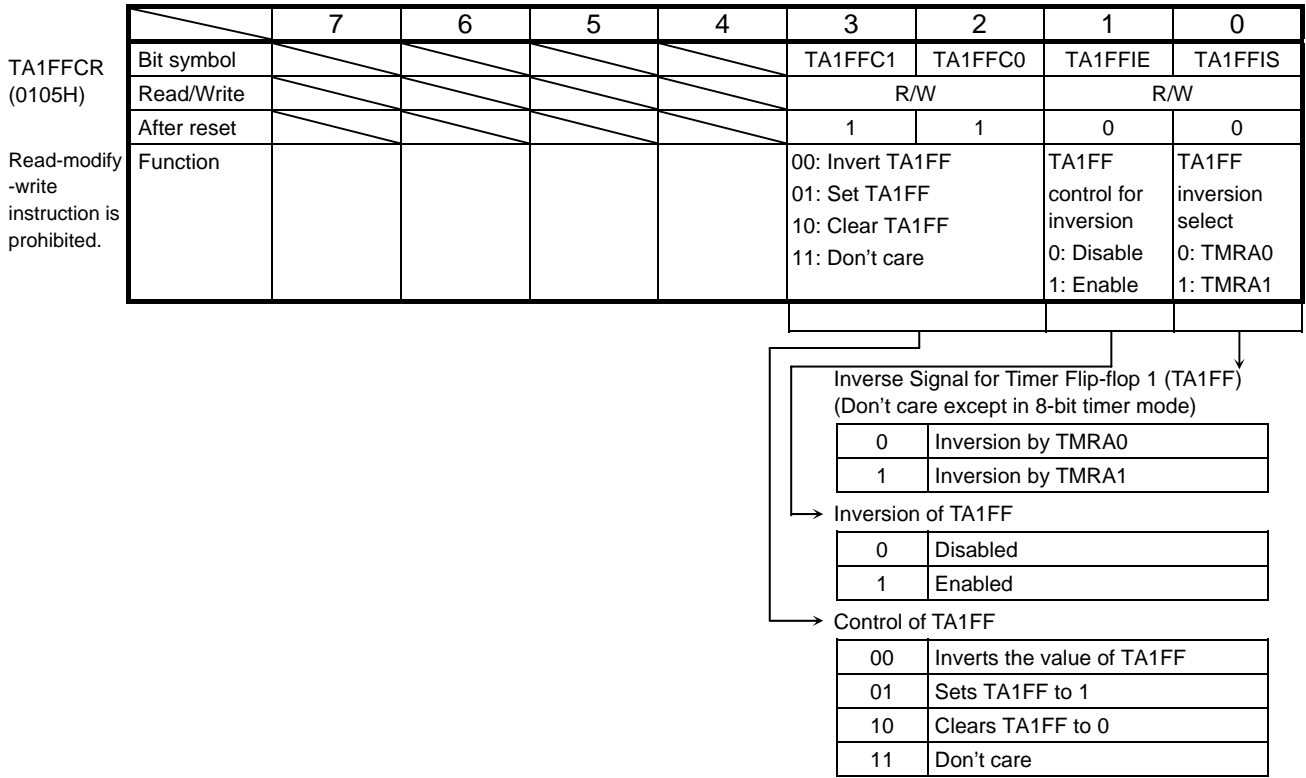 7 6 5 4 3 2 1 0
TA1FFCR
(0105H)
Bit symbol TA1FFC1 TA1FFC0 TA1FFIE TA1FFIS
Read/Write R/W R/W
After reset 1 1 0 0
Read-modify
-write
instruction is
prohibited.
Function
00: Invert TA1FF
01: Set TA1FF
10: Clear TA1FF
11: Don't care
TA1FF
control for
inversion
0: Disable
1: Enable
TA1FF
inversion
select
0: TMRA0
1: TMRA1
Inverse Signal for Timer Flip-flop 1 (TA1FF)
(Don't care except in 8-bit timer mode)
0 Inversion by TMRA0
1 Inversion by TMRA1
Inversion of TA1FF
0 Disabled
1 Enabled
Control of TA1FF
00 Inverts the value of TA1FF
01 Sets TA1FF to 1
10 Clears TA1FF to 0
11 Don't care